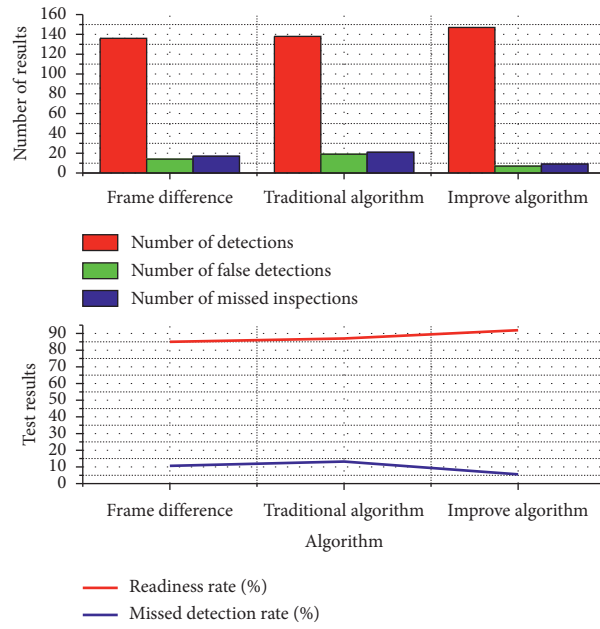 160
140
120
100
80
60
40
20
0
Number of results
Frame difference
Traditional algorithm
Improve algorithm
Number of detections
Number of false detections
Number of missed inspections
90
80
70
60
50
40
30
20
10
0
Test results
Frame difference
Traditional algorithm
Improve algorithm
Algorithm
Readiness rate (%)
Missed detection rate (%)